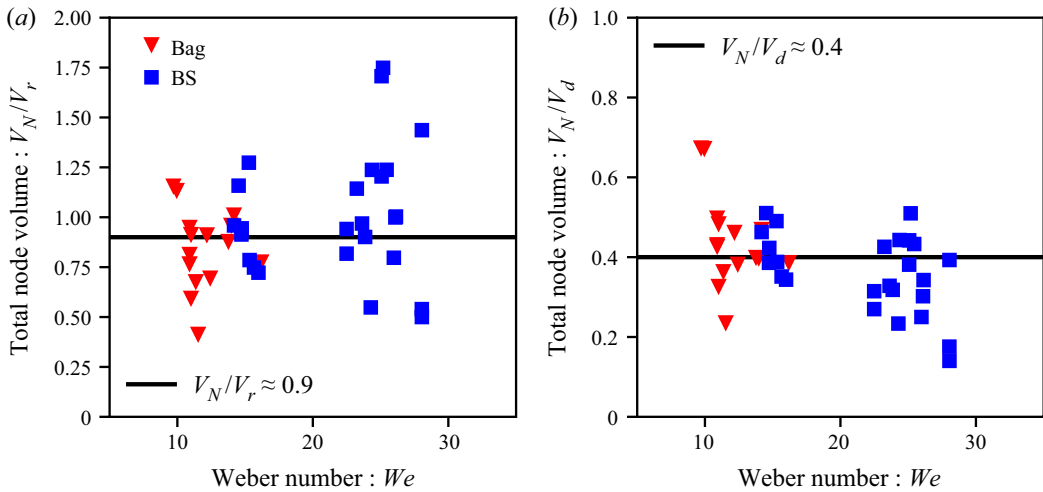 (a)
2.00
1.75
1.50
1.25
1.00
0.75
0.50
0.25
0
Total node volume : V_N/V_r
Bag
BS
V_N/V_r ≈ 0.9
10
20
30
Weber number : We
(b)
1.0
0.8
0.6
0.4
0.2
0
Total node volume : V_N/V_d
V_N/V_d ≈ 0.4
10
20
30
Weber number : We